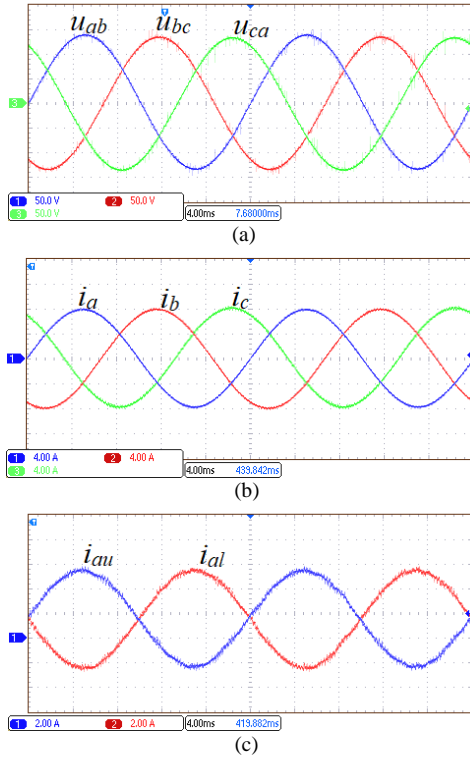 u_ab u_bc u_ca
3
1 50.0 V 2 50.0 V
3 50.0 V 4.00ms 7.68000ms
(a)
i_a i_b i_c
1
1 4.00 A 2 4.00 A
3 4.00 A 4.00ms 439.842ms
(b)
i_au i_al
1
1 2.00 A 2 2.00 A 4.00ms 419.882ms
(c)